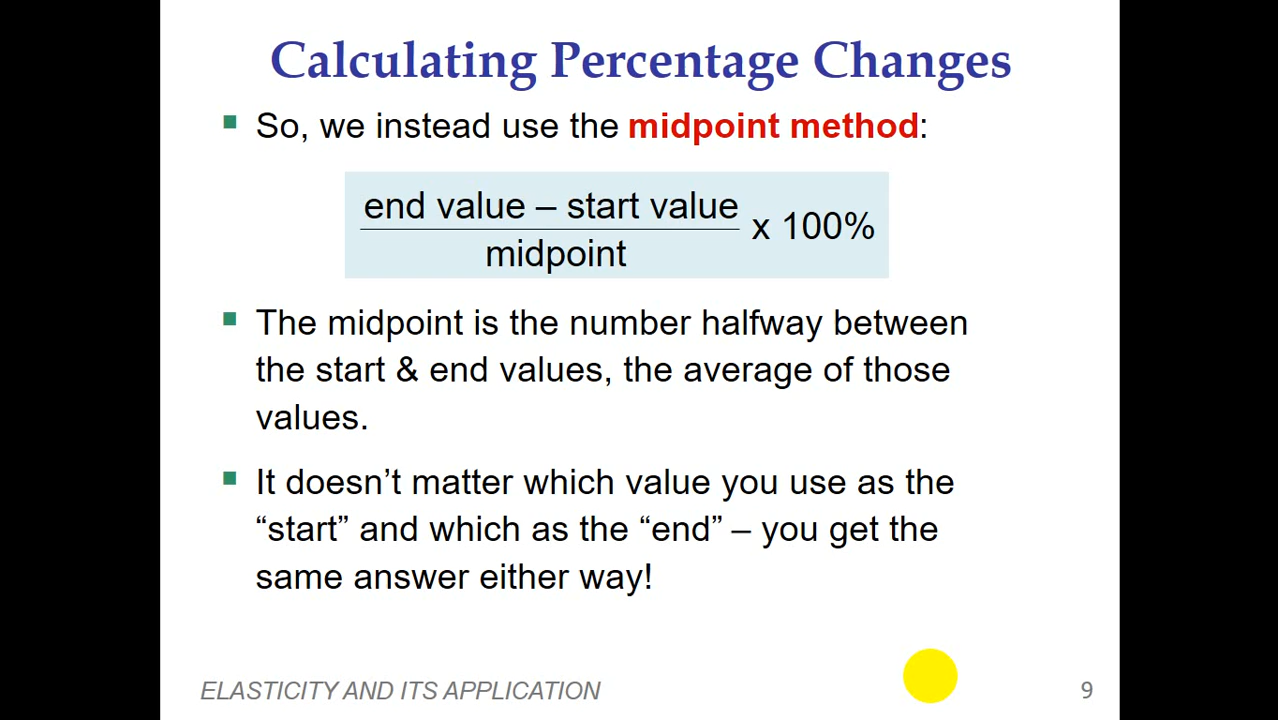 Calculating Percentage Changes
So, we instead use the midpoint method:
end value – start value
x 100%
midpoint
The midpoint is the number halfway between
the start & end values, the average of those
values.
It doesn’t matter which value you use as the
“start” and which as the “end” – you get the
same answer either way!
ELASTICITY AND ITS APPLICATION
9